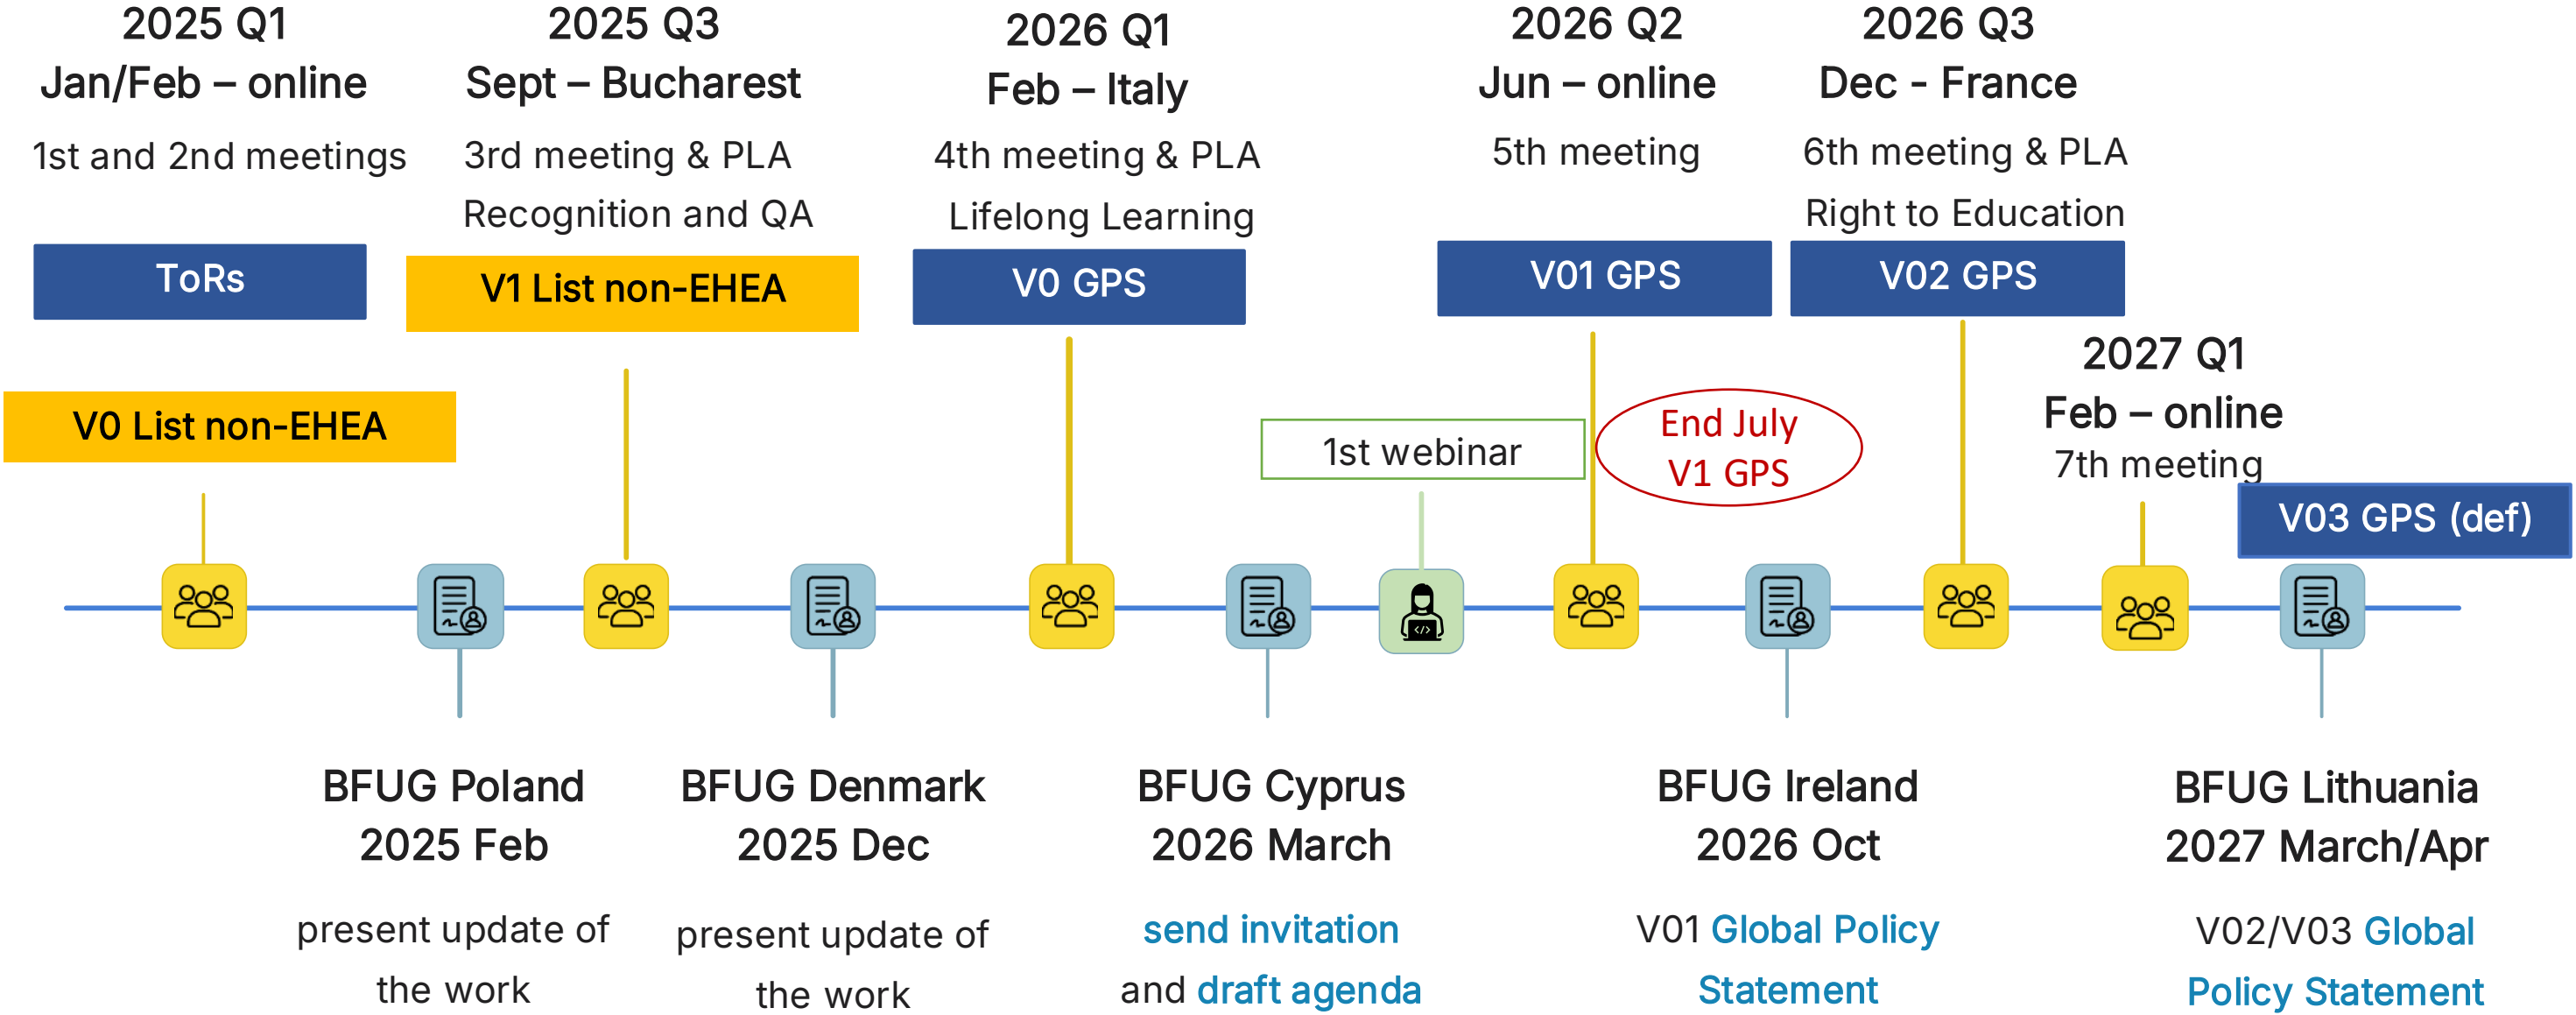 2025 Q1
Jan/Feb – online
1st and 2nd meetings
ToRs
V0 List non-EHEA
2025 Q3
Sept – Bucharest
3rd meeting & PLA
Recognition and QA
V1 List non-EHEA
2026 Q1
Feb – Italy
4th meeting & PLA
Lifelong Learning
V0 GPS
1st webinar
2026 Q2
Jun – online
5th meeting
V01 GPS
End July
V1 GPS
2026 Q3
Dec - France
6th meeting & PLA
Right to Education
V02 GPS
2027 Q1
Feb – online
7th meeting
V03 GPS (def)
BFUG Poland
2025 Feb
present update of
the work
BFUG Denmark
2025 Dec
present update of
the work
BFUG Cyprus
2026 March
send invitation
and draft agenda
BFUG Ireland
2026 Oct
V01 Global Policy
Statement
BFUG Lithuania
2027 March/Apr
V02/V03 Global
Policy Statement